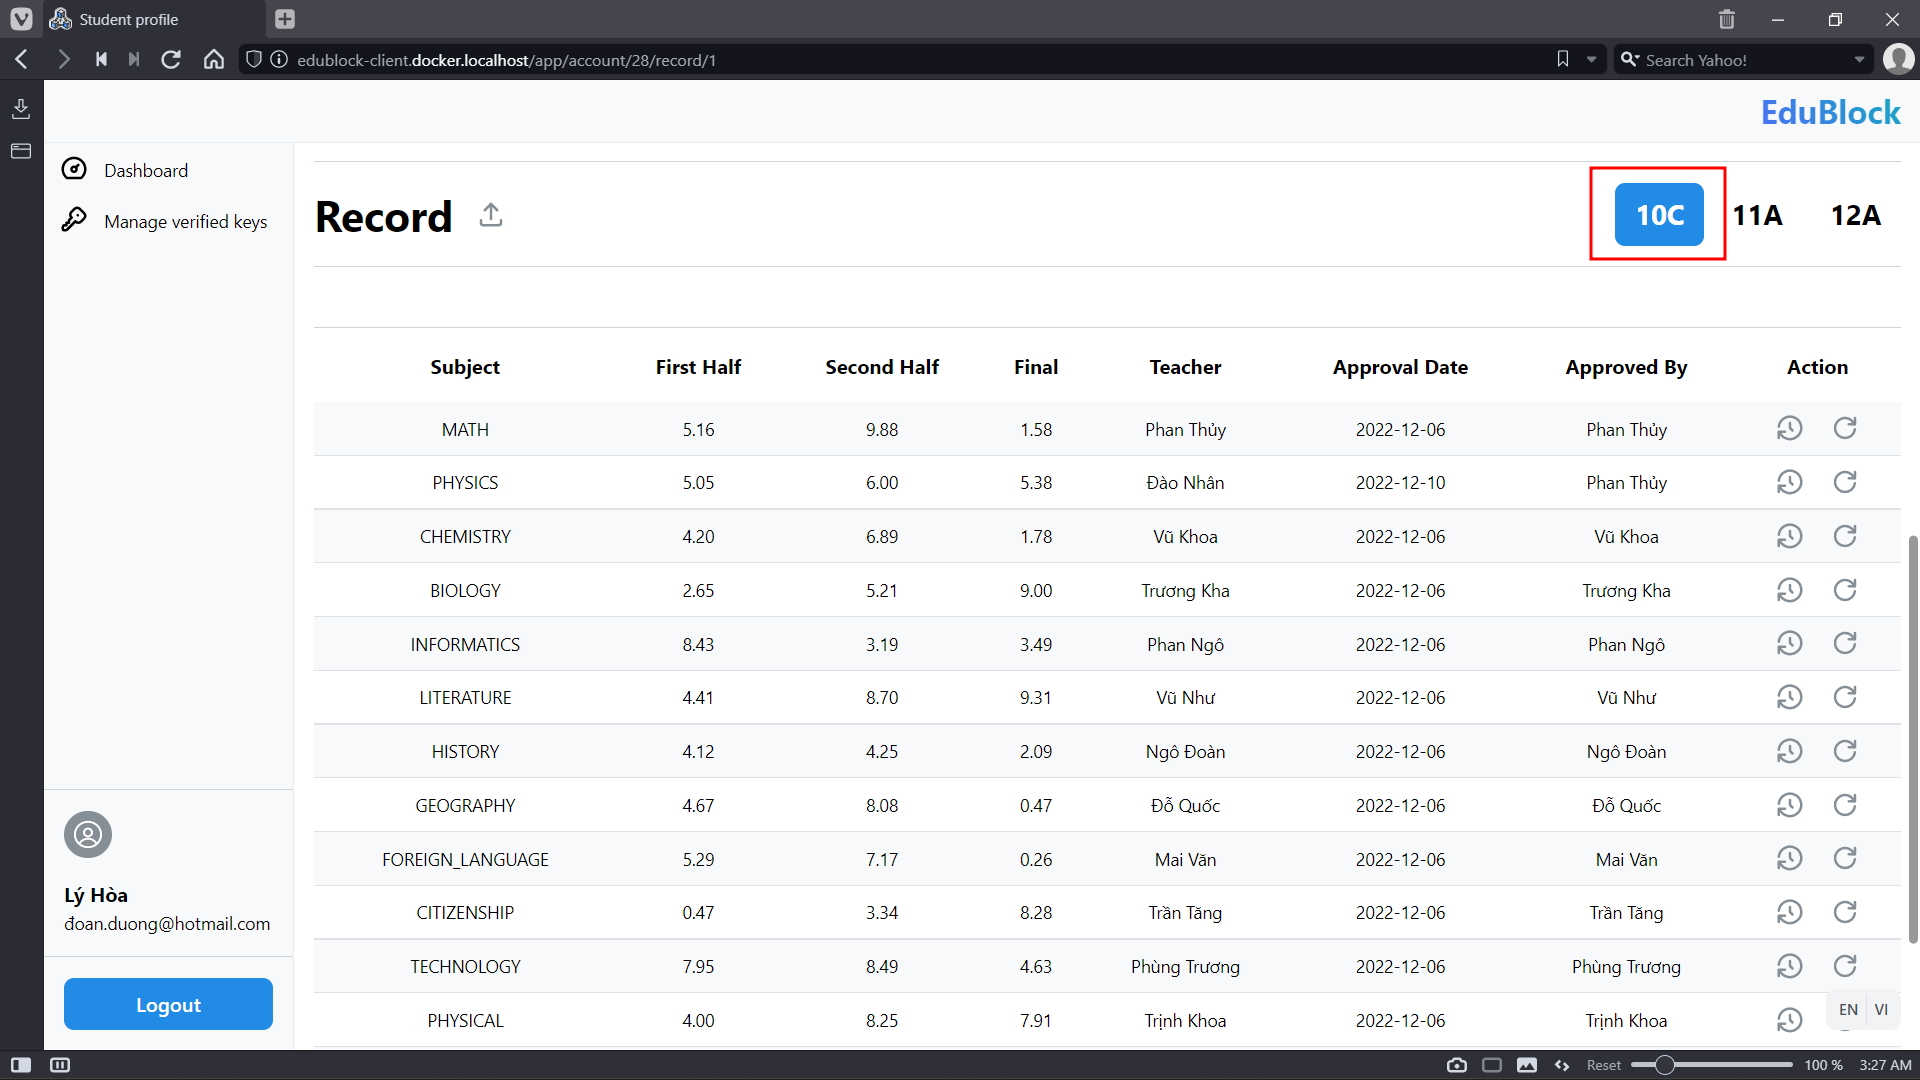 Student profile
edublock-client.docker.localhost/app/account/28/record/1
Search Yahoo!
EduBlock
Dashboard
Manage verified keys
Record
10C 11A 12A
Subject First Half Second Half Final Teacher Approval Date Approved By Action
MATH 5.16 9.88 1.58 Phan Thủy 2022-12-06 Phan Thủy
PHYSICS 5.05 6.00 5.38 Đào Nhân 2022-12-10 Phan Thủy
CHEMISTRY 4.20 6.89 1.78 Vũ Khoa 2022-12-06 Vũ Khoa
BIOLOGY 2.65 5.21 9.00 Trương Kha 2022-12-06 Trương Kha
INFORMATICS 8.43 3.19 3.49 Phan Ngô 2022-12-06 Phan Ngô
LITERATURE 4.41 8.70 9.31 Vũ Như 2022-12-06 Vũ Như
HISTORY 4.12 4.25 2.09 Ngô Đoàn 2022-12-06 Ngô Đoàn
GEOGRAPHY 4.67 8.08 0.47 Đỗ Quốc 2022-12-06 Đỗ Quốc
FOREIGN_LANGUAGE 5.29 7.17 0.26 Mai Văn 2022-12-06 Mai Văn
CITIZENSHIP 0.47 3.34 8.28 Trần Tăng 2022-12-06 Trần Tăng
TECHNOLOGY 7.95 8.49 4.63 Phùng Trương 2022-12-06 Phùng Trương
PHYSICAL 4.00 8.25 7.91 Trịnh Khoa 2022-12-06 Trịnh Khoa
Lý Hòa
đoan.duong@hotmail.com
Logout
EN VI
Reset 100 % 3:27 AM